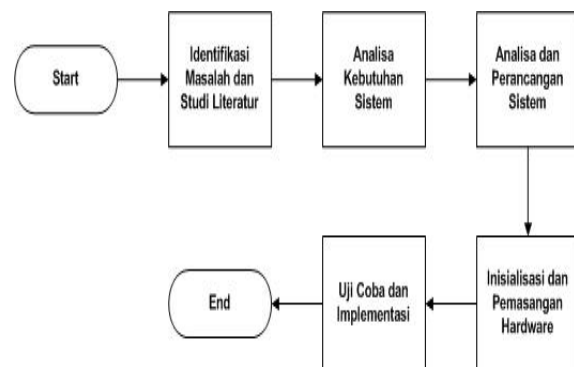 Start
Identifikasi
Masalah dan
Studi Literatur
Analisa
Kebutuhan
Sistem
Analisa dan
Perancangan
Sistem
Inisialisasi dan
Pemasangan
Hardware
Uji Coba dan
Implementasi
End